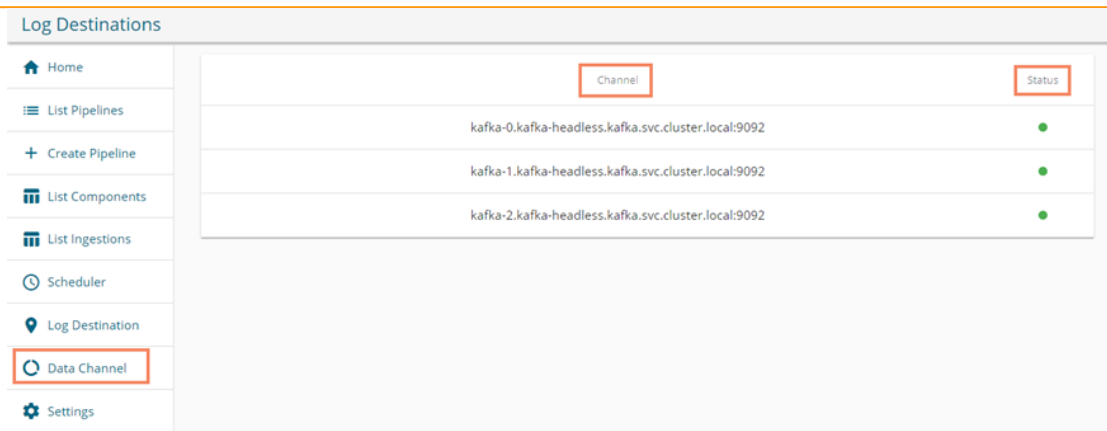 Log Destinations
Home
List Pipelines
Create Pipeline
List Components
List Ingestions
Scheduler
Log Destination
Data Channel
Settings
Channel Status
kafka-0.kafka-headless.kafka.svc.cluster.local:9092
kafka-1.kafka-headless.kafka.svc.cluster.local:9092
kafka-2.kafka-headless.kafka.svc.cluster.local:9092